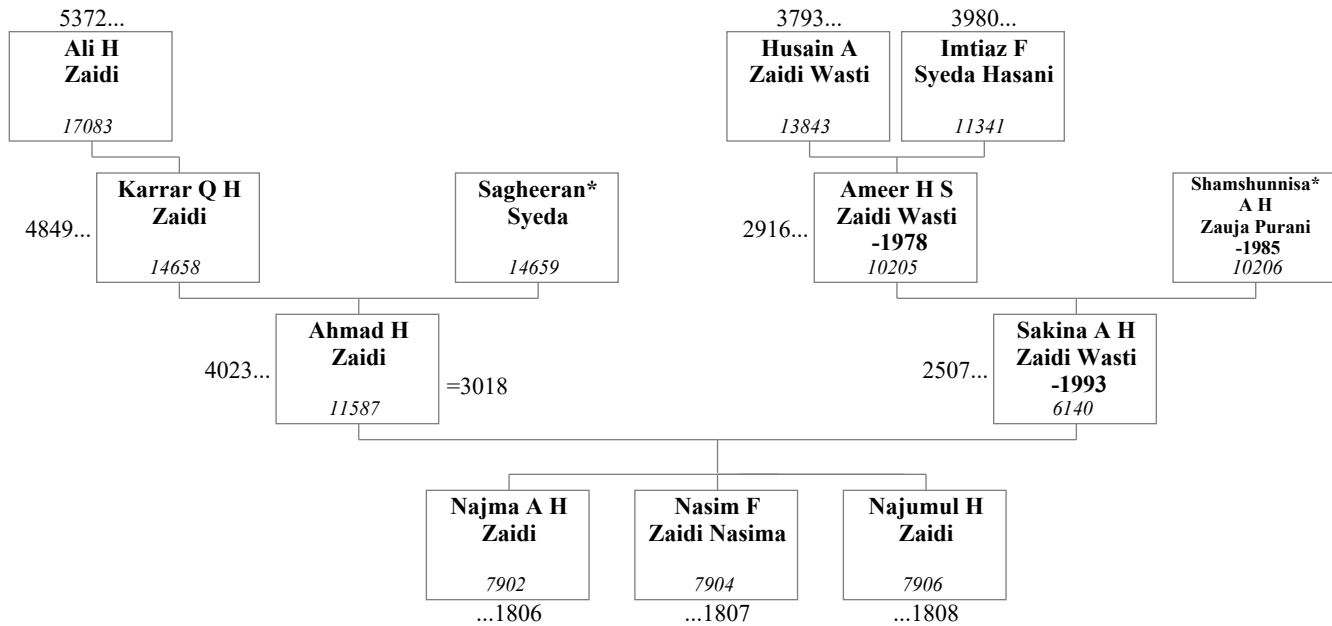 5372...
Ali H
Zaidi
17083
3793...
Husain A
Zaidi Wasti
13843
3980...
Imtiaz F
Syeda Hasani
11341
4849...
Karrar Q H
Zaidi
14658
Sagheeran*
Syeda
14659
2916...
Ameer H S
Zaidi Wasti
-1978
10205
Shamshunnisa*
A H
Zauja Purani
-1985
10206
4023...
Ahmad H
Zaidi
11587
=3018
2507...
Sakina A H
Zaidi Wasti
-1993
6140
Najma A H
Zaidi
7902
...1806
Nasim F
Zaidi Nasima
7904
...1807
Najumul H
Zaidi
7906
...1808